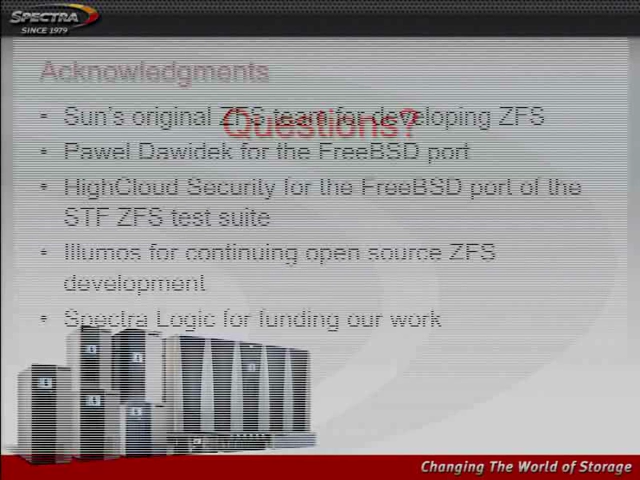 SPECTRA
SINCE 1979
Acknowledgments
• Sun's original ZFS team for developing ZFS
Questions?
• Pawel Dawidek for the FreeBSD port
• HighCloud Security for the FreeBSD port of the
STF ZFS test suite
• Illumos for continuing open source ZFS
development
• Spectra Logic for funding our work
Changing The World of Storage